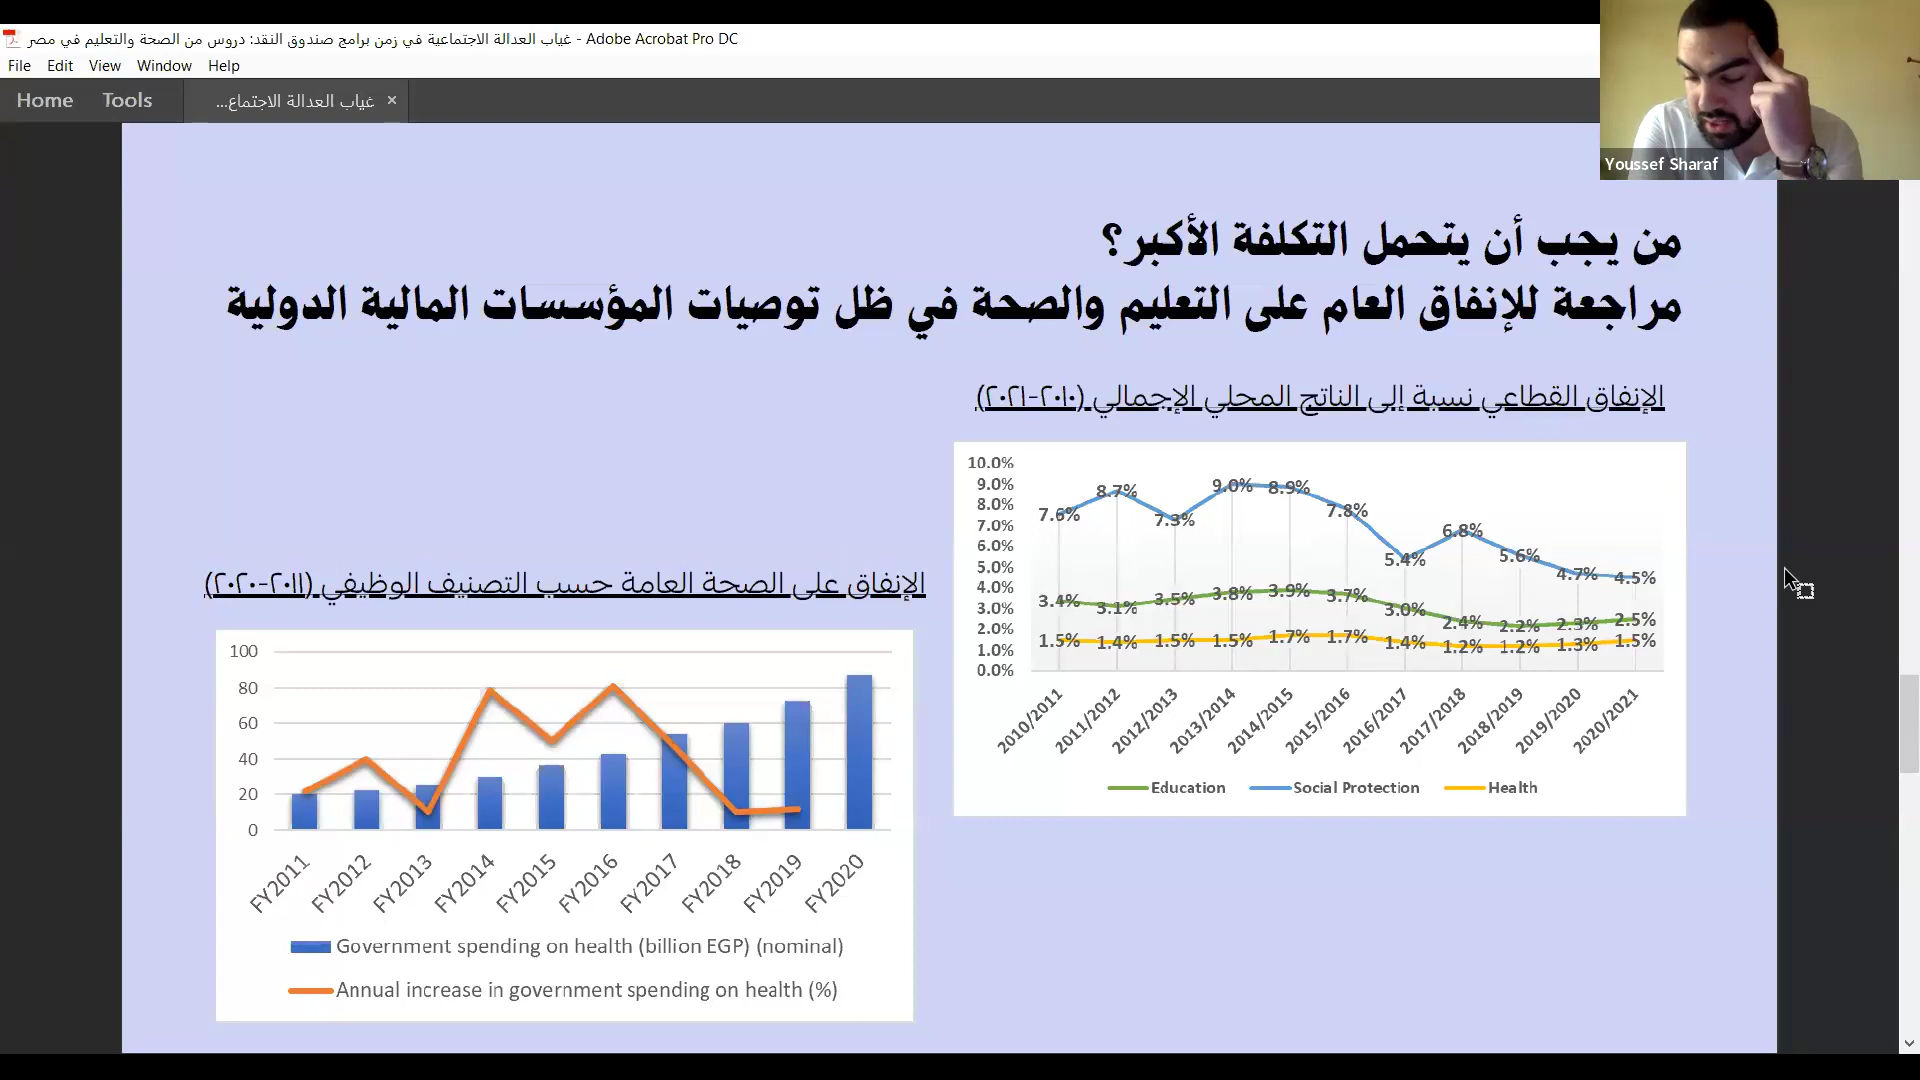 غياب العدالة الاجتماعية في زمن برامج صندوق النقد: دروس من الصحة والتعليم في مصر - Adobe Acrobat Pro DC
File Edit View Window Help
Home Tools غياب العدالة الاجتماع... ×
Youssef Sharaf
من يجب أن يتحمل التكلفة الأكبر؟
مراجعة للإنفاق العام على التعليم والصحة في ظل توصيات المؤسسات المالية الدولية
الإنفاق القطاعي نسبة إلى الناتج المحلي الإجمالي (٢٠١٠-٢٠٢١)
10.0%
9.0%
8.0%
7.0%
6.0%
5.0%
4.0%
3.0%
2.0%
1.0%
0.0%
7.6% 8.7% 7.3% 9.0% 8.9% 7.8% 5.4% 6.8% 5.6% 4.7% 4.5%
3.4% 3.1% 3.5% 3.8% 3.9% 3.7% 3.0% 2.4% 2.2% 2.3% 2.5%
1.5% 1.4% 1.5% 1.5% 1.7% 1.7% 1.4% 1.2% 1.2% 1.3% 1.5%
2010/2011 2011/2012 2012/2013 2013/2014 2014/2015 2015/2016 2016/2017 2017/2018 2018/2019 2019/2020 2020/2021
Education Social Protection Health
الإنفاق على الصحة العامة حسب التصنيف الوظيفي (٢٠١١-٢٠٢٠)
100
80
60
40
20
0
FY2011 FY2012 FY2013 FY2014 FY2015 FY2016 FY2017 FY2018 FY2019 FY2020
Government spending on health (billion EGP) (nominal)
Annual increase in government spending on health (%)